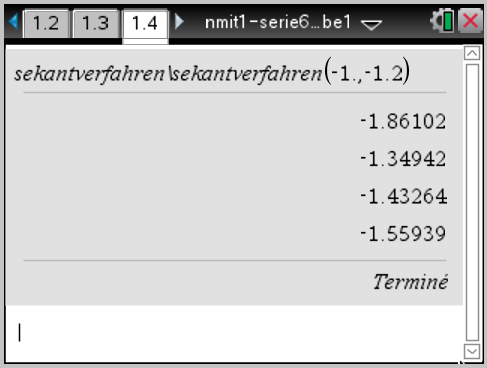 1.2 1.3 1.4 nmit1-serie6…be1
sekantverfahren\sekantverfahren(-1.,-1.2)
-1.86102
-1.34942
-1.43264
-1.55939
Terminé